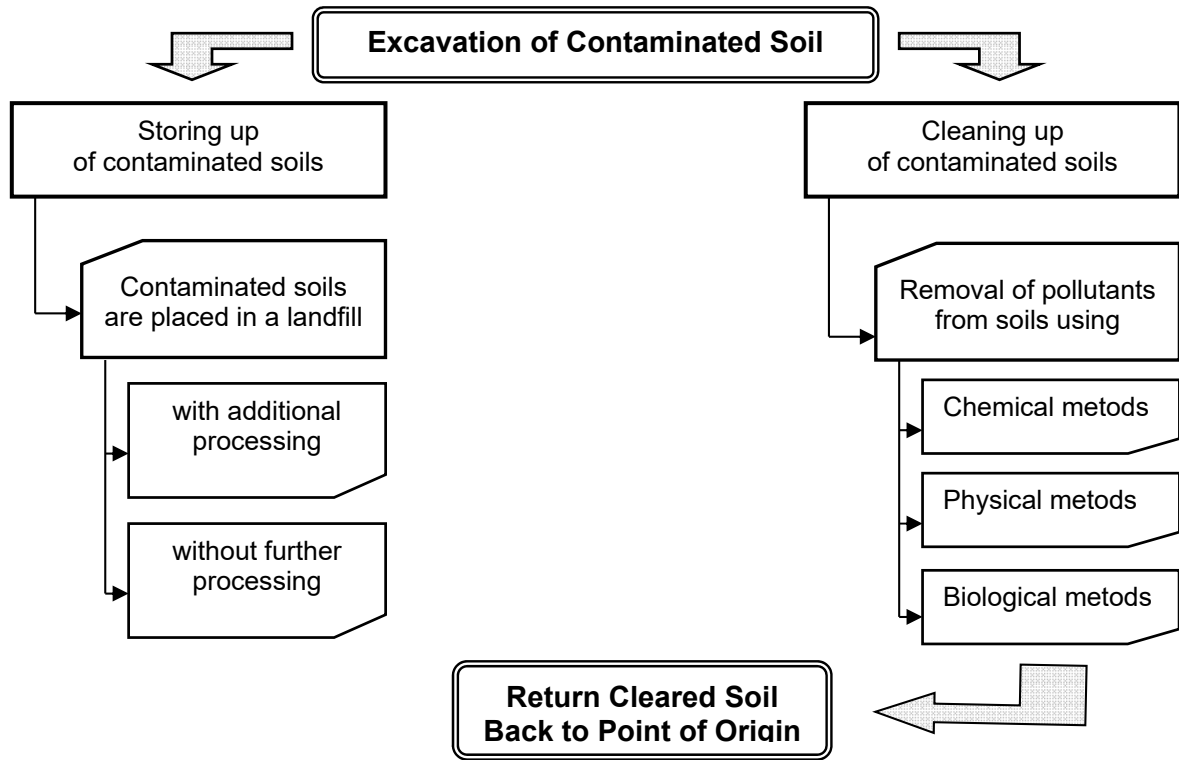 Excavation of Contaminated Soil
Storing up
of contaminated soils
Contaminated soils
are placed in a landfill
with additional
processing
without further
processing
Cleaning up
of contaminated soils
Removal of pollutants
from soils using
Chemical metods
Physical metods
Biological metods
Return Cleared Soil
Back to Point of Origin